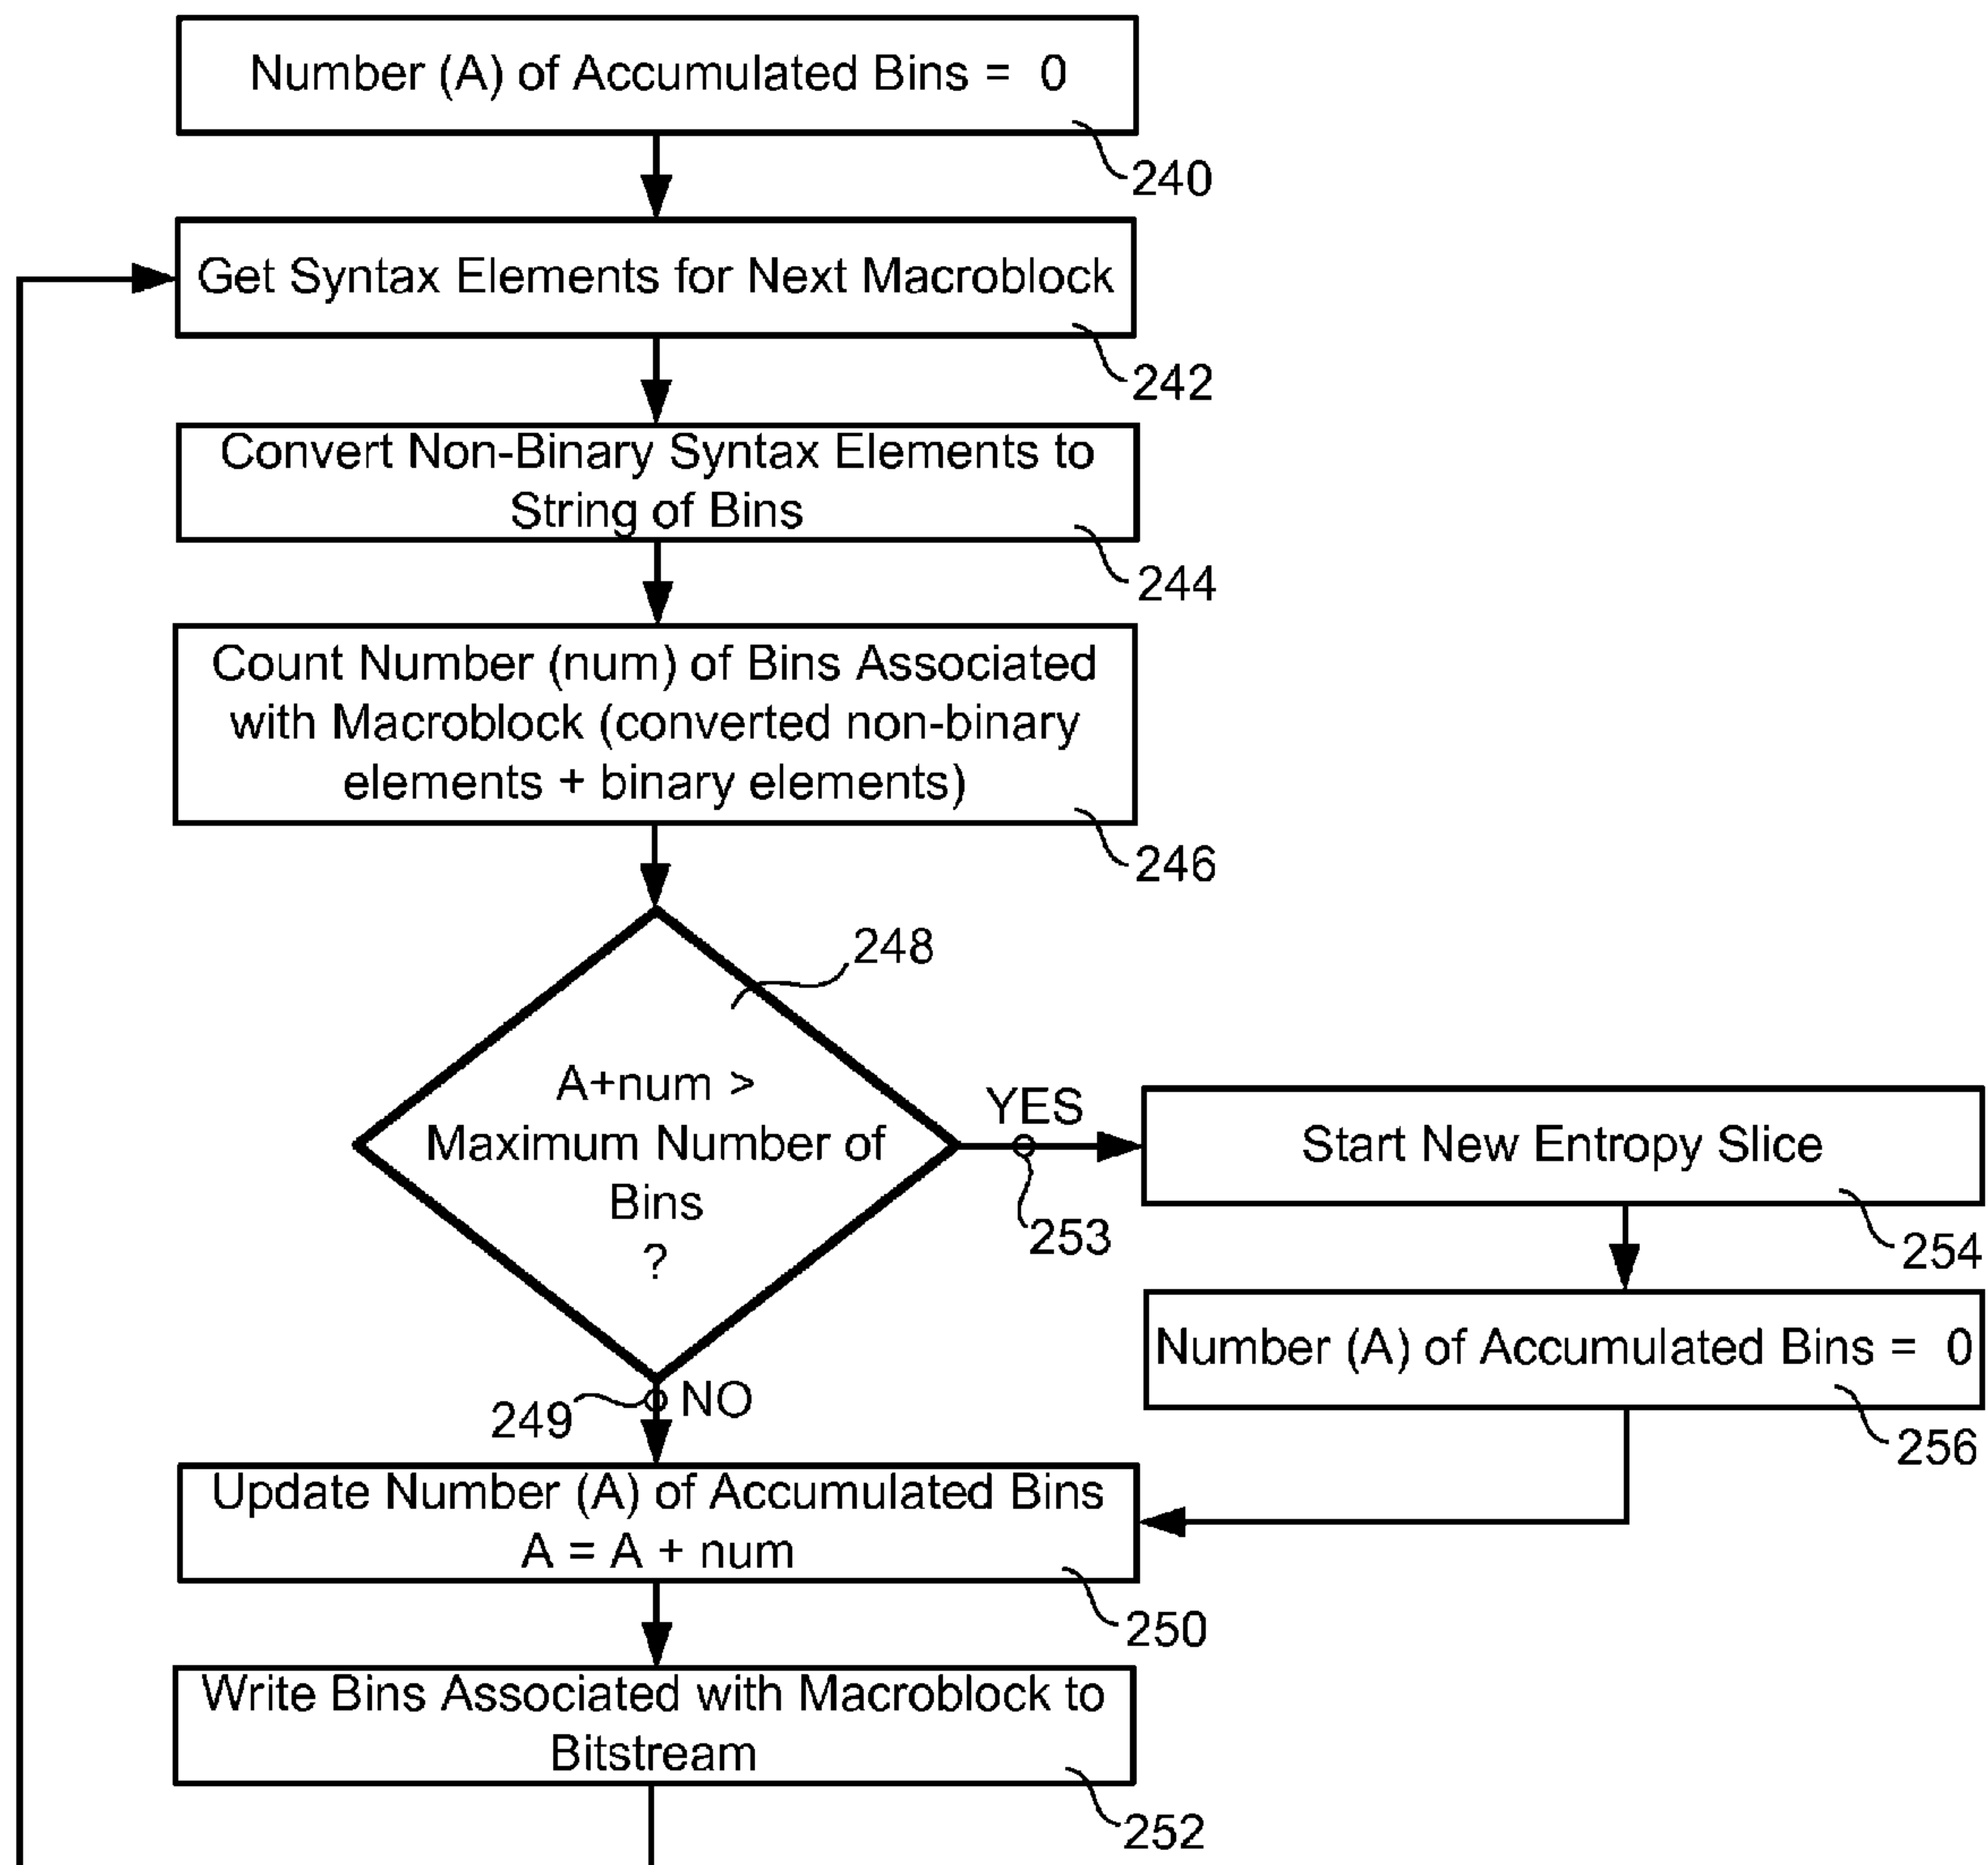 Number (A) of Accumulated Bins = 0
240
Get Syntax Elements for Next Macroblock
242
Convert Non-Binary Syntax Elements to
String of Bins
244
Count Number (num) of Bins Associated
with Macroblock (converted non-binary
elements + binary elements)
246
248
A+num >
Maximum Number of
Bins
?
YES
253
Start New Entropy Slice
254
Number (A) of Accumulated Bins = 0
256
249
NO
Update Number (A) of Accumulated Bins
A = A + num
250
Write Bins Associated with Macroblock to
Bitstream
252